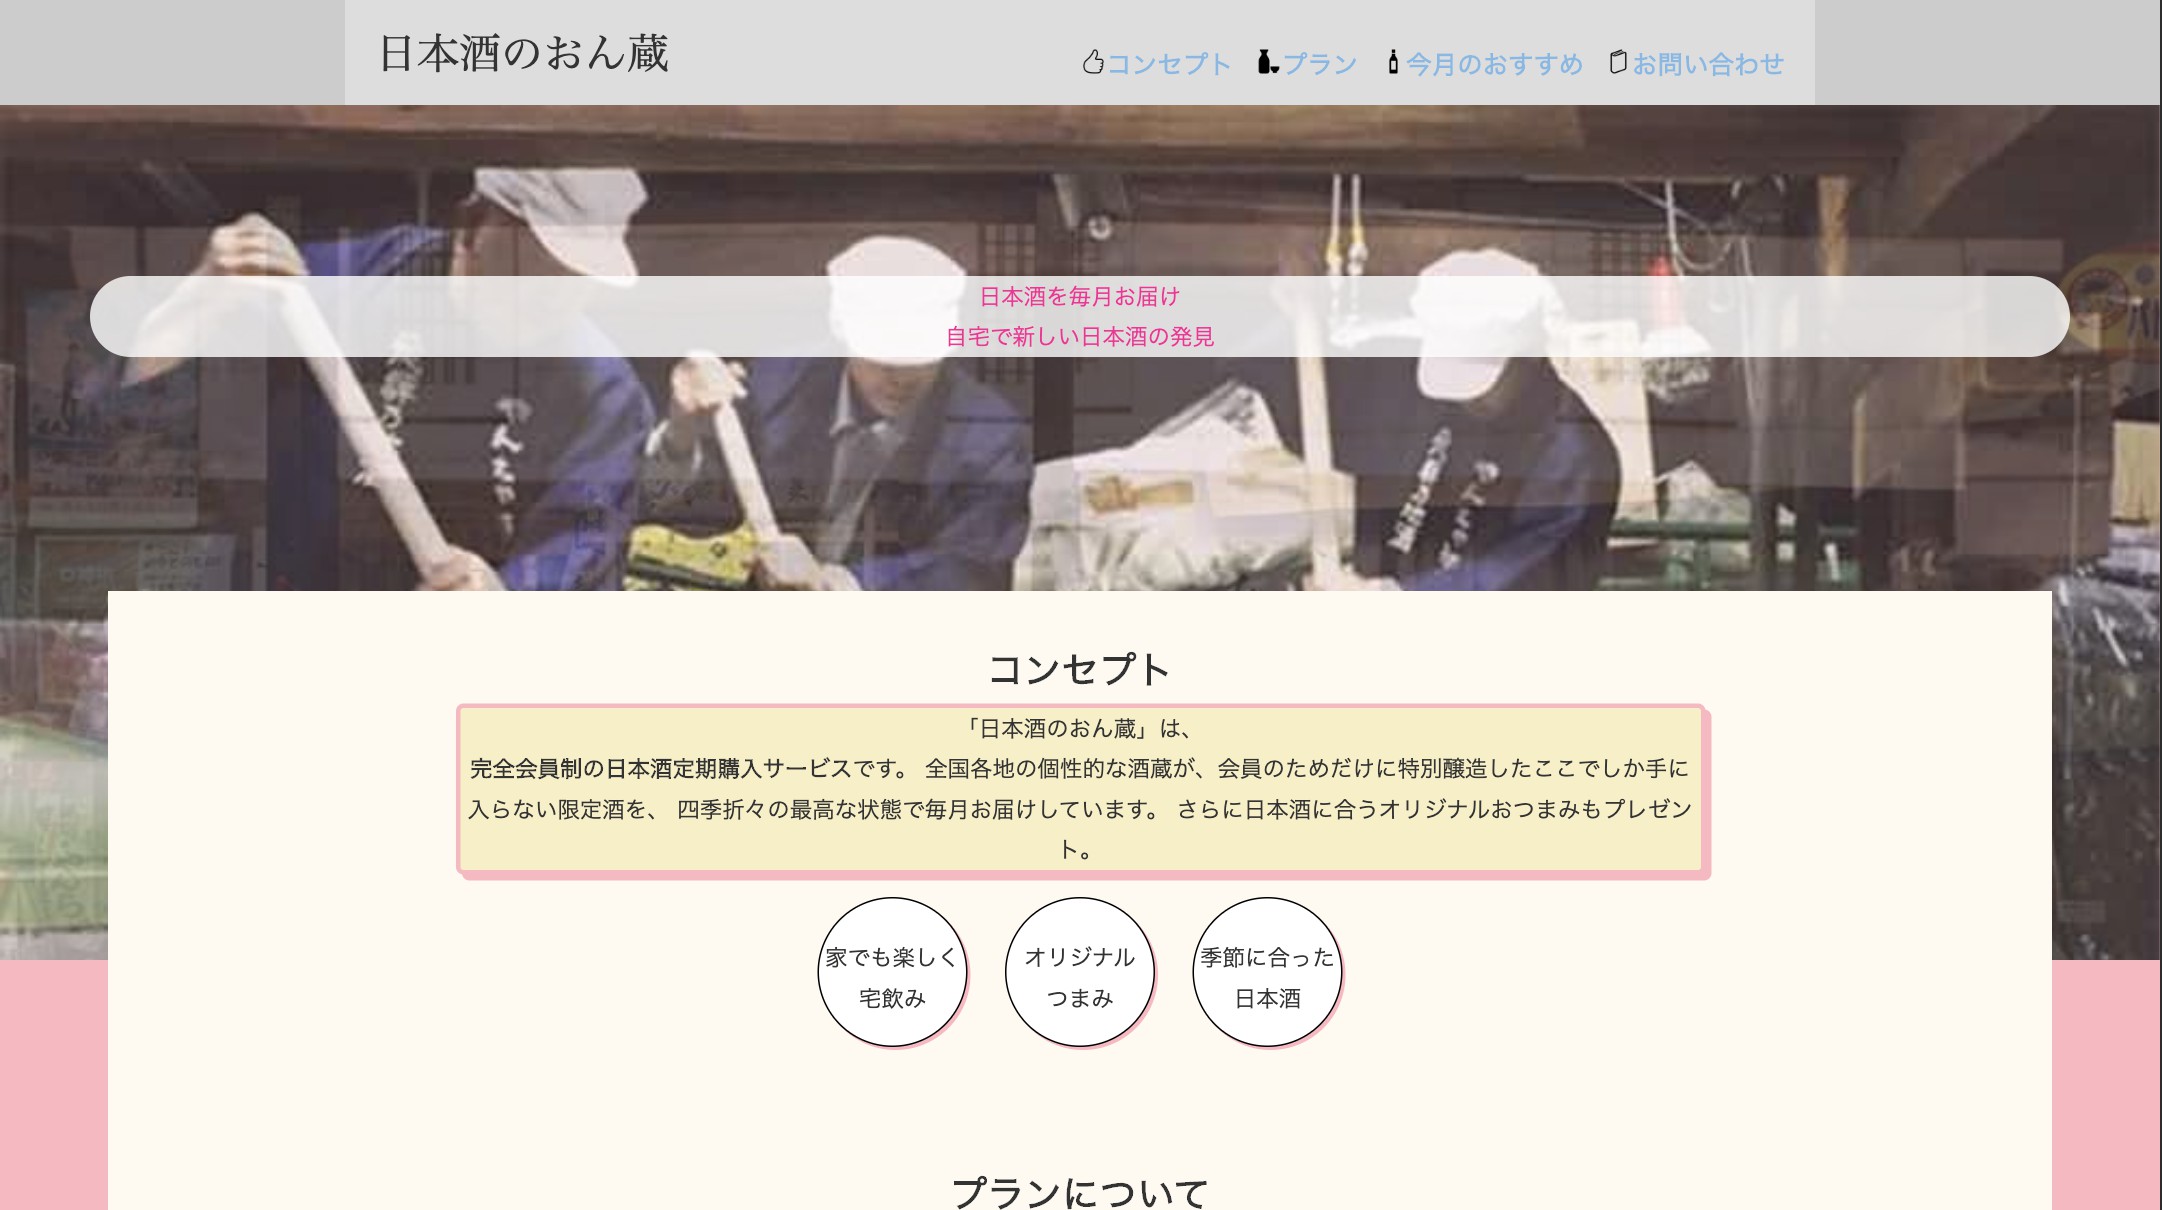 日本酒のおん蔵
コンセプト プラン 今月のおすすめ お問い合わせ
日本酒を毎月お届け
自宅で新しい日本酒の発見
コンセプト
「日本酒のおん蔵」は、
完全会員制の日本酒定期購入サービスです。 全国各地の個性的な酒蔵が、会員のためだけに特別醸造したここでしか手に
入らない限定酒を、 四季折々の最高な状態で毎月お届けしています。 さらに日本酒に合うオリジナルおつまみもプレゼン
ト。
家でも楽しく
宅飲み
オリジナル
つまみ
季節に合った
日本酒
プランについて